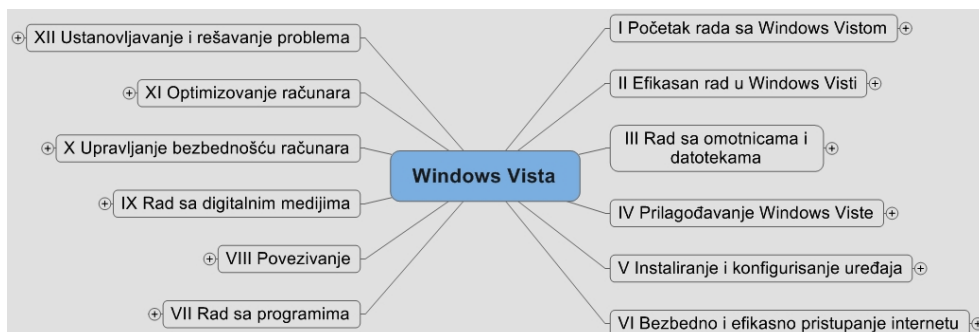 Windows Vista
I Početak rada sa Windows Vistom
II Efikasan rad u Windows Visti
III Rad sa omotnicama i
datotekama
IV Prilagođavanje Windows Viste
V Instaliranje i konfigurisanje uređaja
VI Bezbedno i efikasno pristupanje internetu
VII Rad sa programima
VIII Povezivanje
IX Rad sa digitalnim medijima
X Upravljanje bezbednošću računara
XI Optimizovanje računara
XII Ustanovljavanje i rešavanje problema